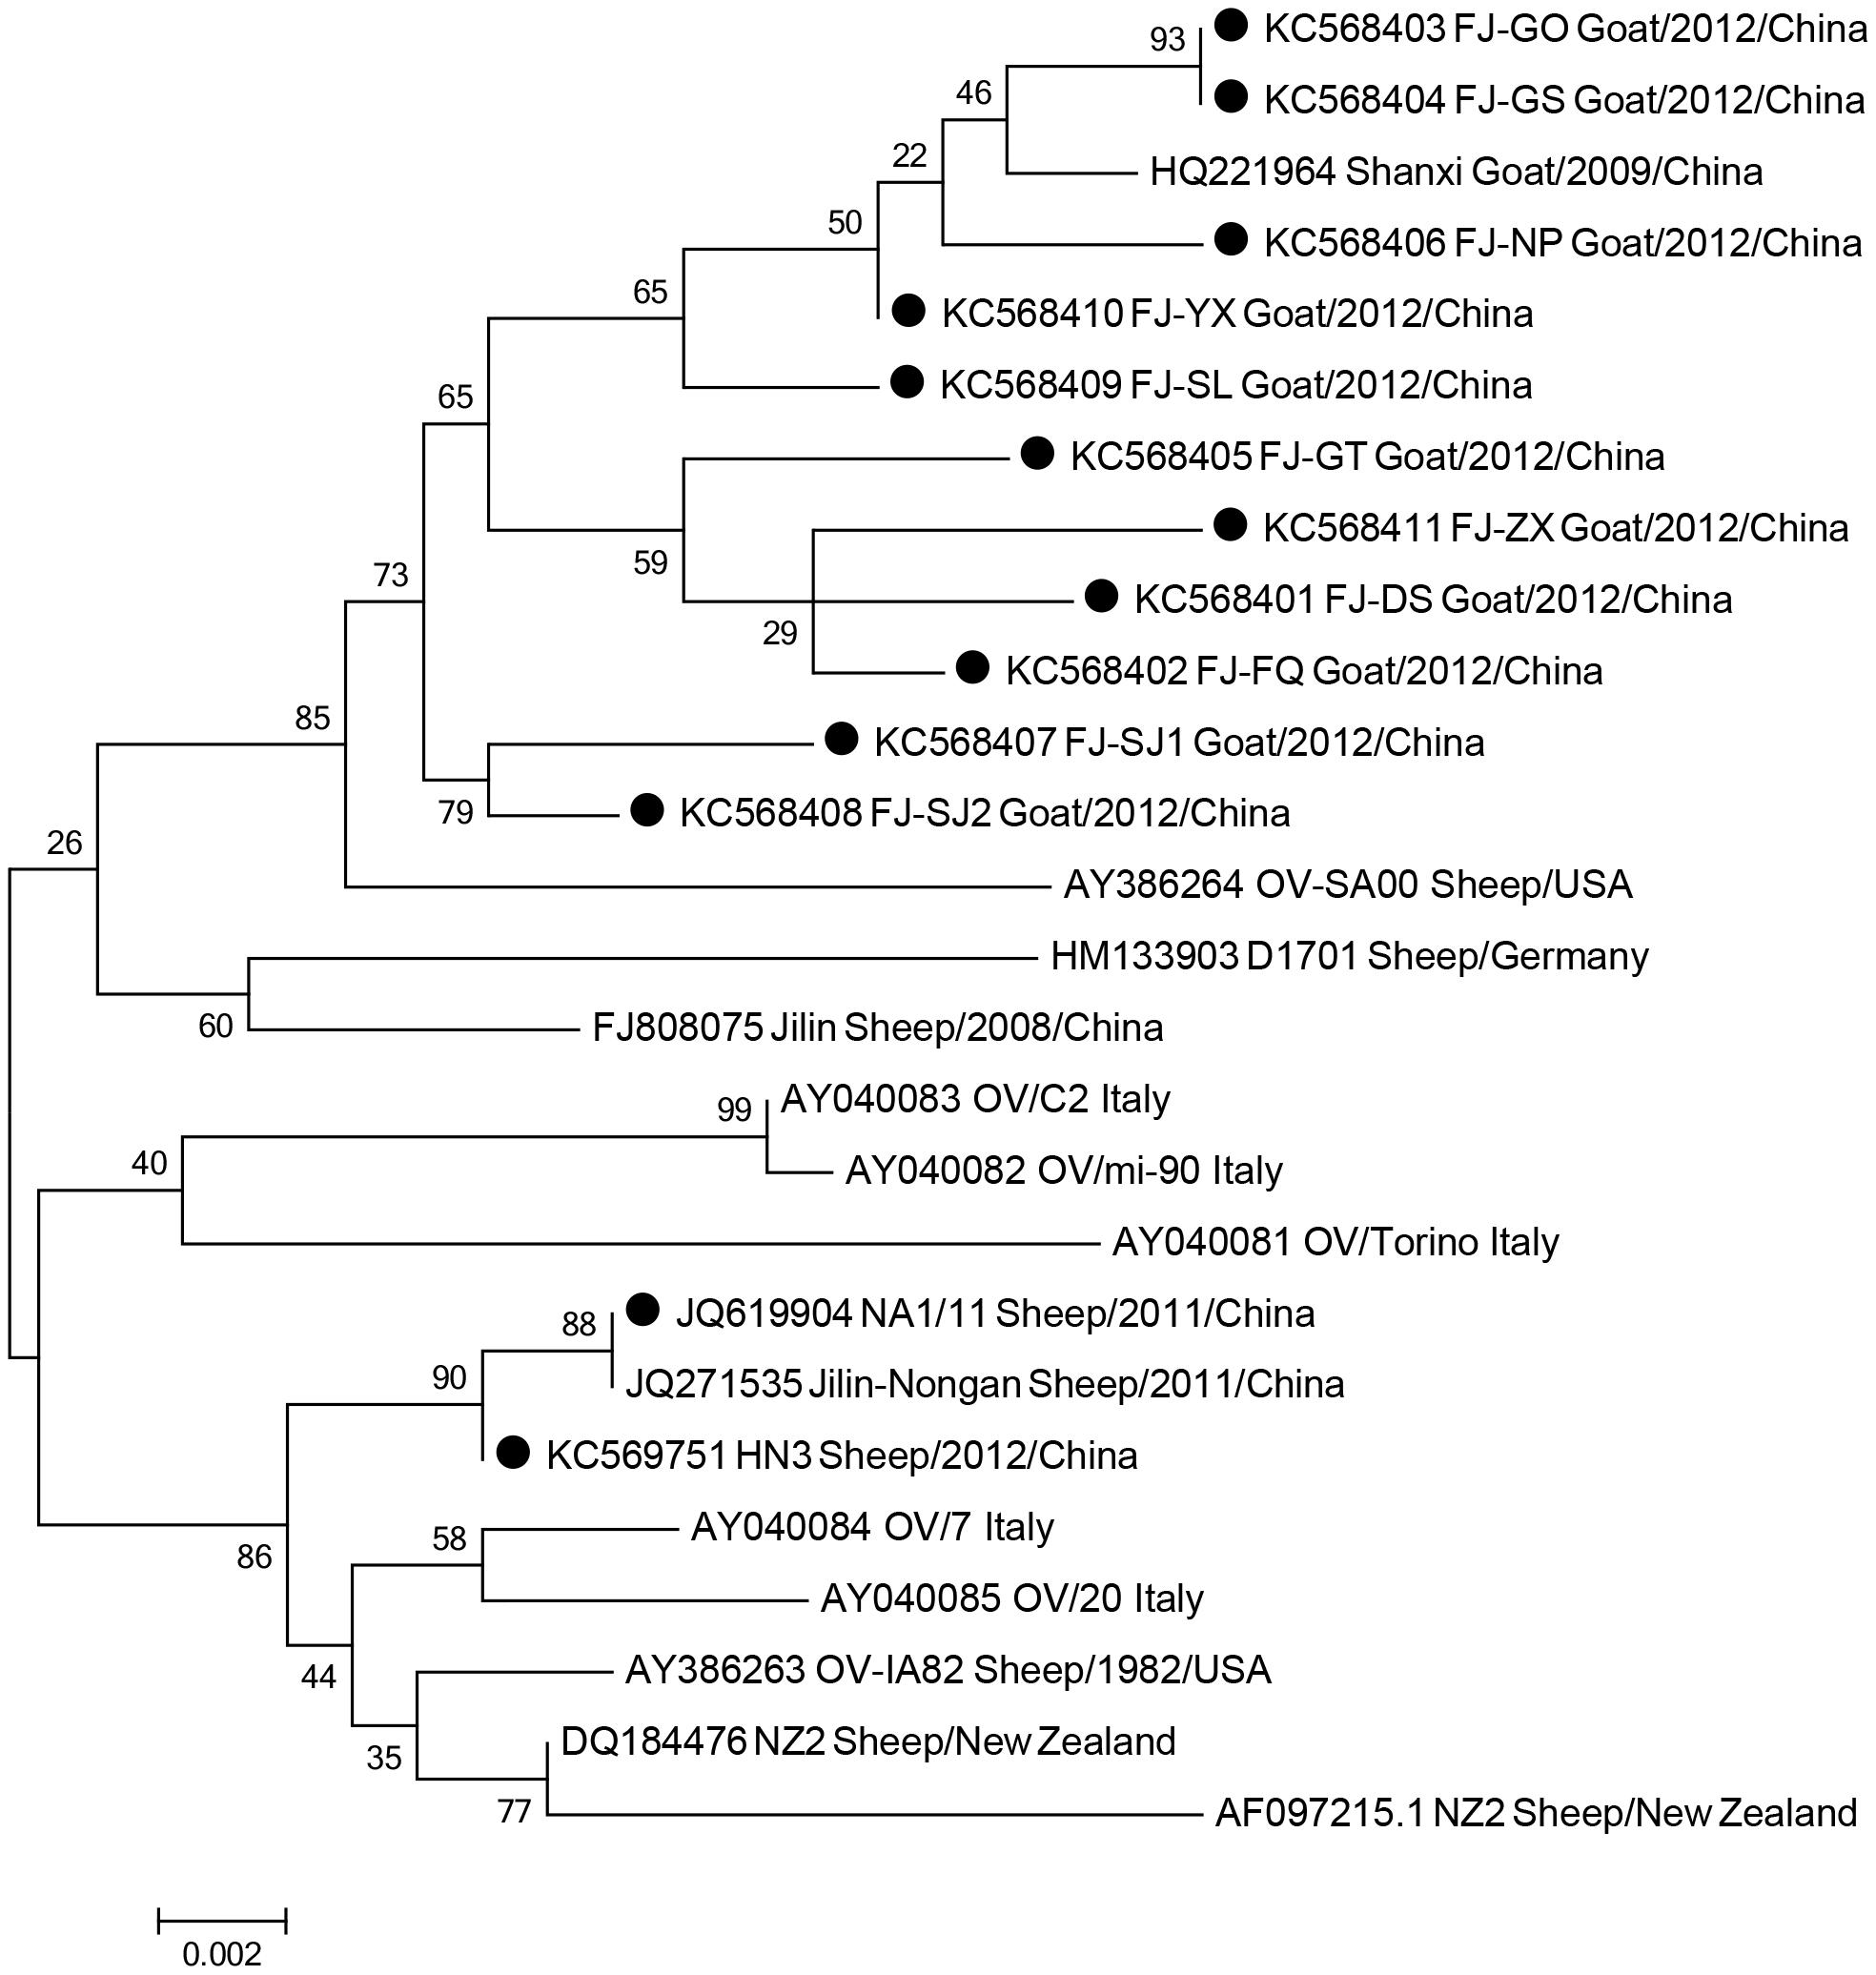 93
KC568403 FJ-GO Goat/2012/China
KC568404 FJ-GS Goat/2012/China
46
HQ221964 Shanxi Goat/2009/China
22
KC568406 FJ-NP Goat/2012/China
50
KC568410 FJ-YX Goat/2012/China
65
KC568409 FJ-SL Goat/2012/China
65
KC568405 FJ-GT Goat/2012/China
KC568411 FJ-ZX Goat/2012/China
59
73
KC568401 FJ-DS Goat/2012/China
29
KC568402 FJ-FQ Goat/2012/China
85
KC568407 FJ-SJ1 Goat/2012/China
79
KC568408 FJ-SJ2 Goat/2012/China
26
AY386264 OV-SA00 Sheep/USA
HM133903 D1701 Sheep/Germany
60
FJ808075 Jilin Sheep/2008/China
99
AY040083 OV/C2 Italy
40
AY040082 OV/mi-90 Italy
AY040081 OV/Torino Italy
88
JQ619904 NA1/11 Sheep/2011/China
90
JQ271535 Jilin-Nongan Sheep/2011/China
KC569751 HN3 Sheep/2012/China
86
58
AY040084 OV/7 Italy
AY040085 OV/20 Italy
44
AY386263 OV-IA82 Sheep/1982/USA
35
DQ184476 NZ2 Sheep/New Zealand
77
AF097215.1 NZ2 Sheep/New Zealand
0.002